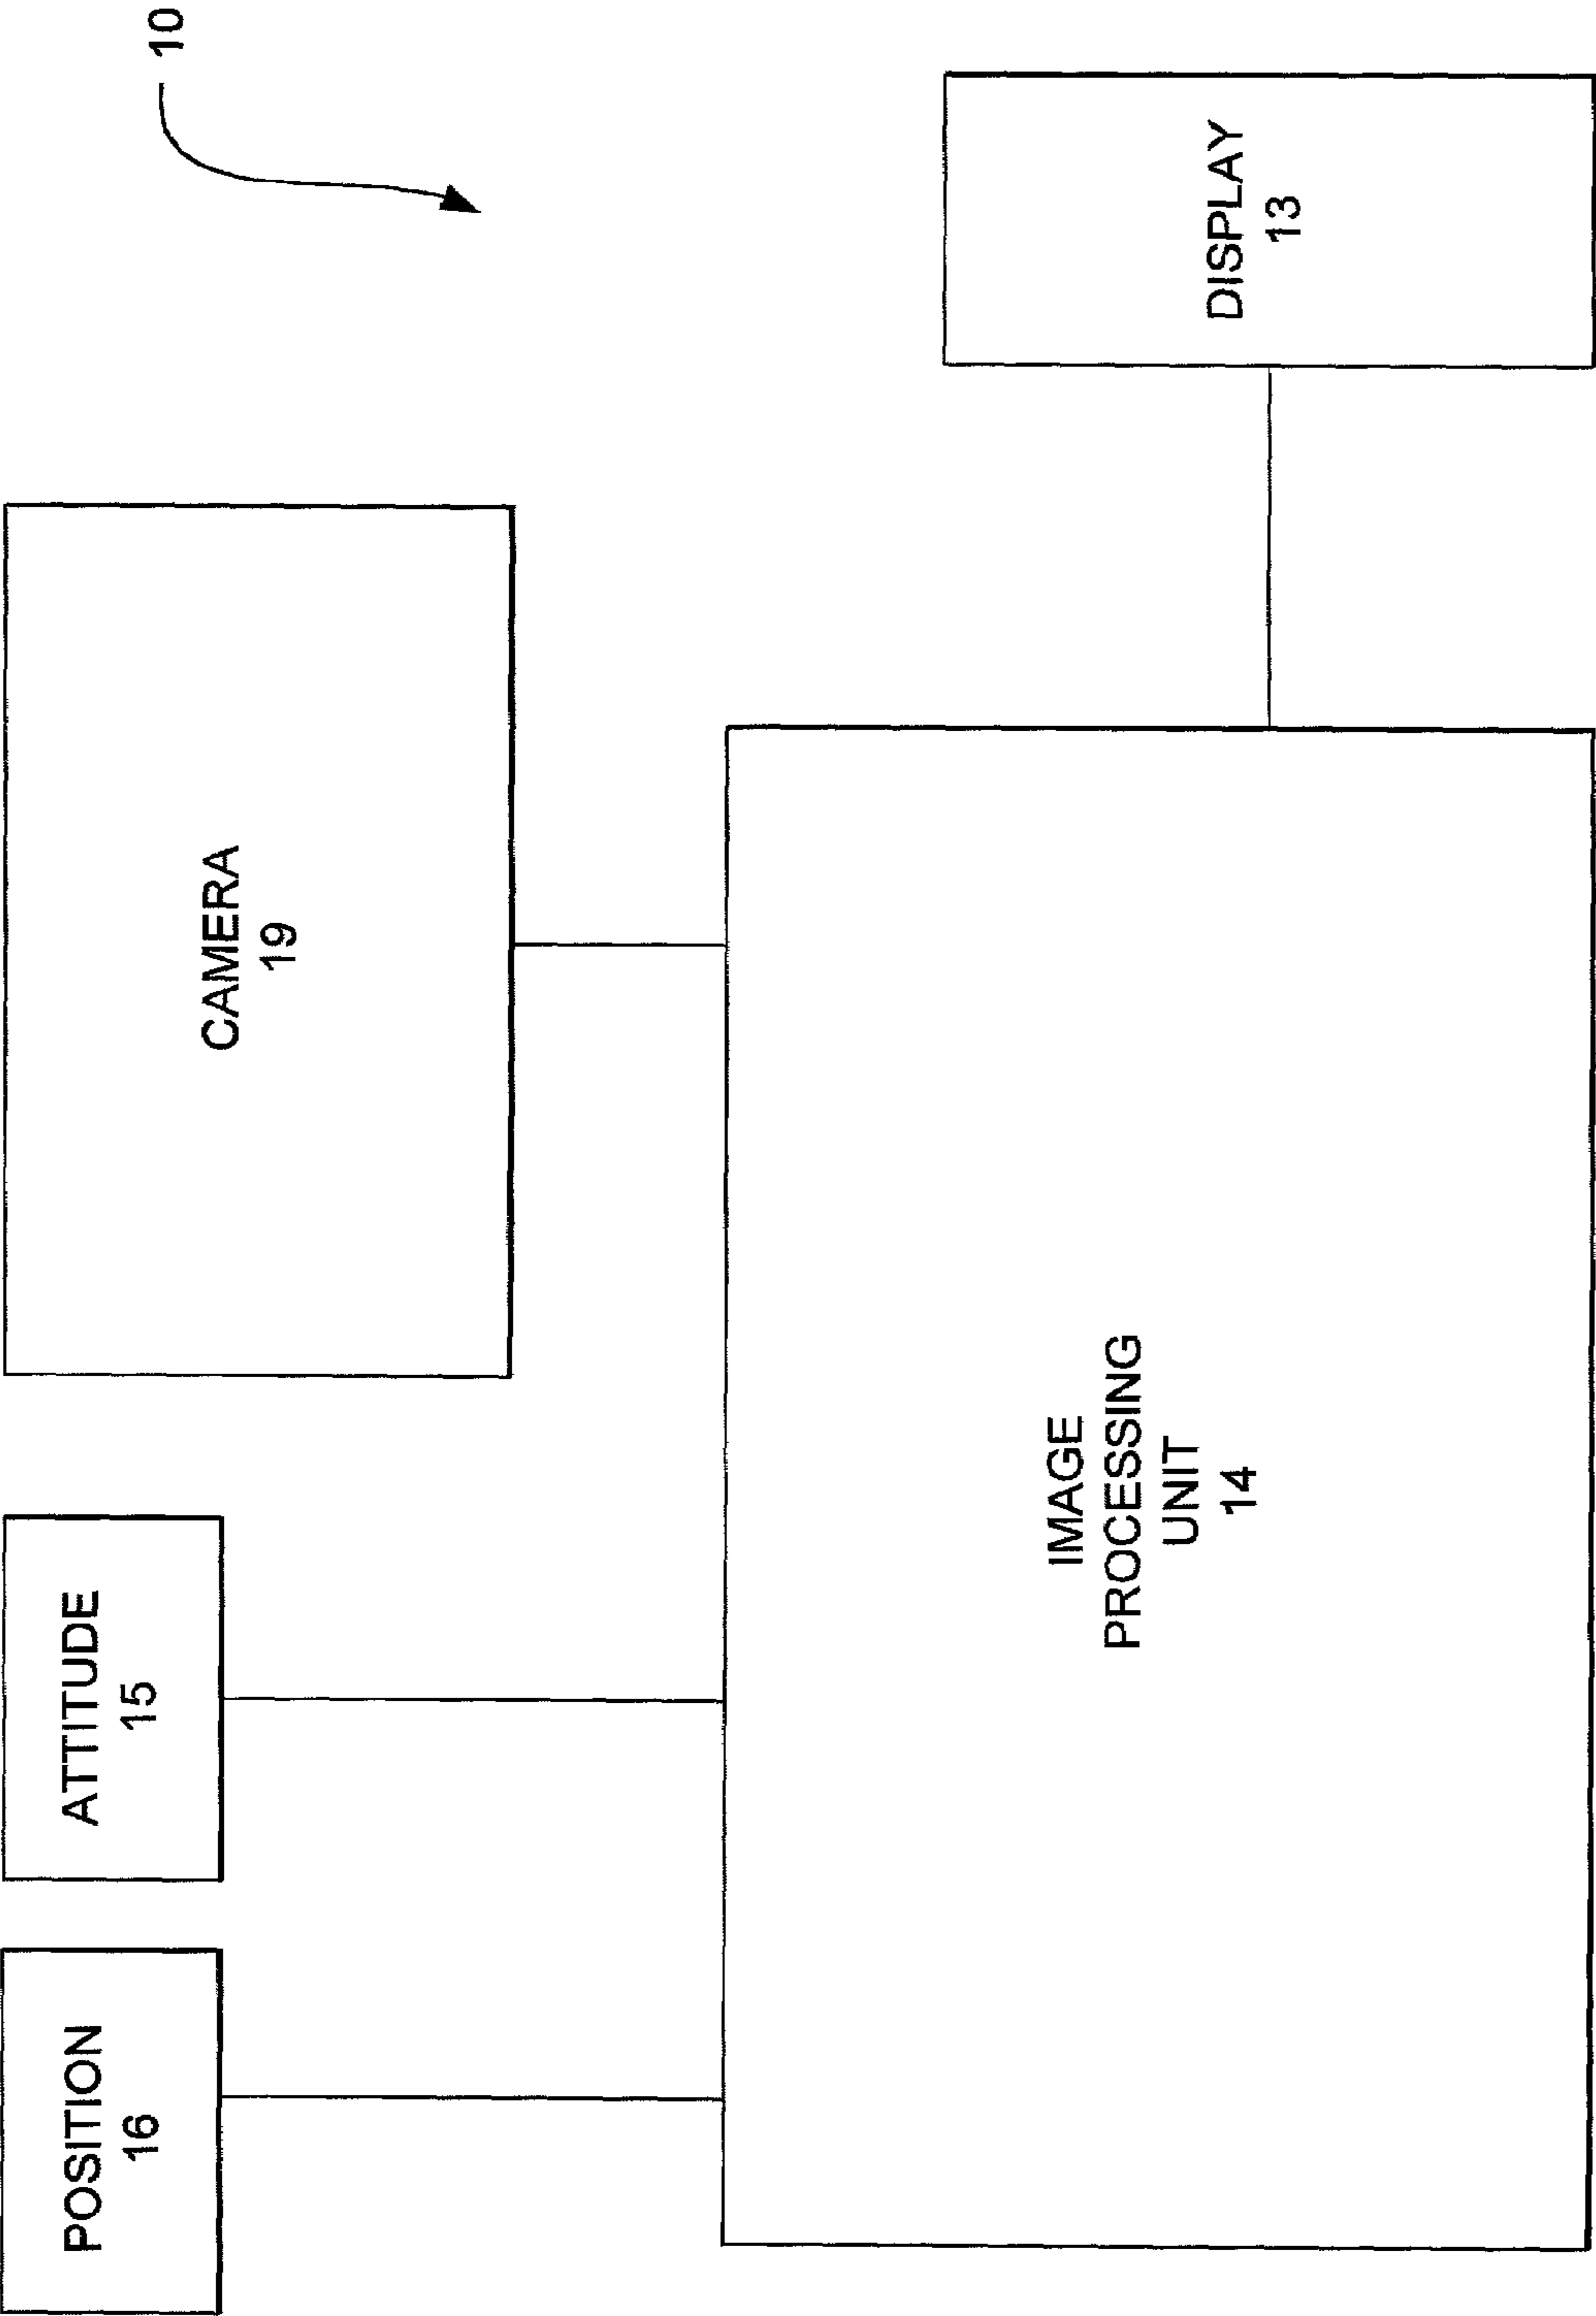 10
POSITION
16
ATTITUDE
15
CAMERA
19
IMAGE
PROCESSING
UNIT
14
DISPLAY
13